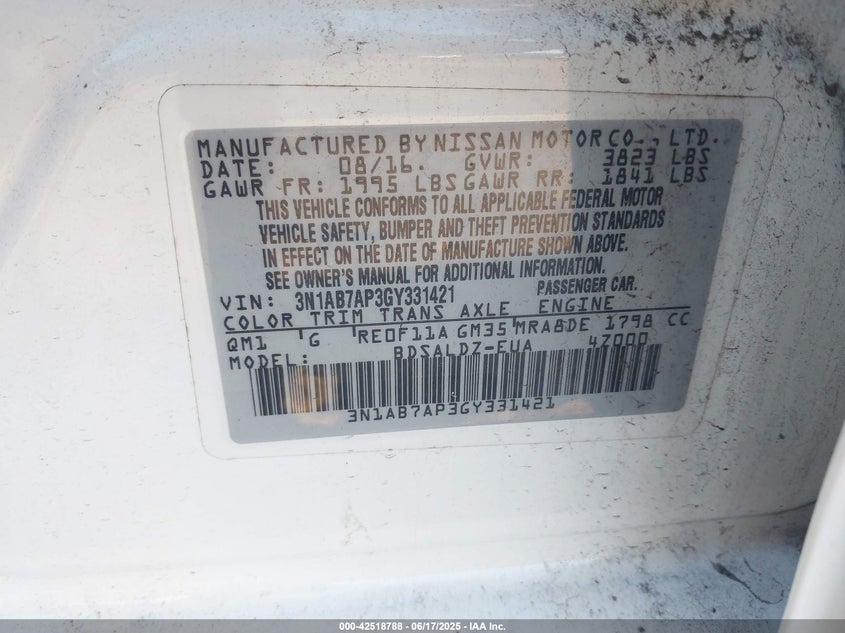 MANUFACTURED BY NISSAN MOTOR CO., LTD.
DATE: 08/16. GVWR: 3823 LBS
GAWR FR: 1995 LBS GAWR RR: 1841 LBS
THIS VEHICLE CONFORMS TO ALL APPLICABLE FEDERAL MOTOR
VEHICLE SAFETY, BUMPER AND THEFT PREVENTION STANDARDS
IN EFFECT ON THE DATE OF MANUFACTURE SHOWN ABOVE.
SEE OWNER'S MANUAL FOR ADDITIONAL INFORMATION.
VIN: 3N1AB7AP3GY331421 PASSENGER CAR.
COLOR TRIM TRANS AXLE ENGINE
QM1 G RE0F11A GM35 MRA8DE 1798 CC
MODEL: BDSALDZ-EUA 4Z000
3N1AB7AP3GY331421
000-42518788 - 06/17/2025 - IAA Inc.